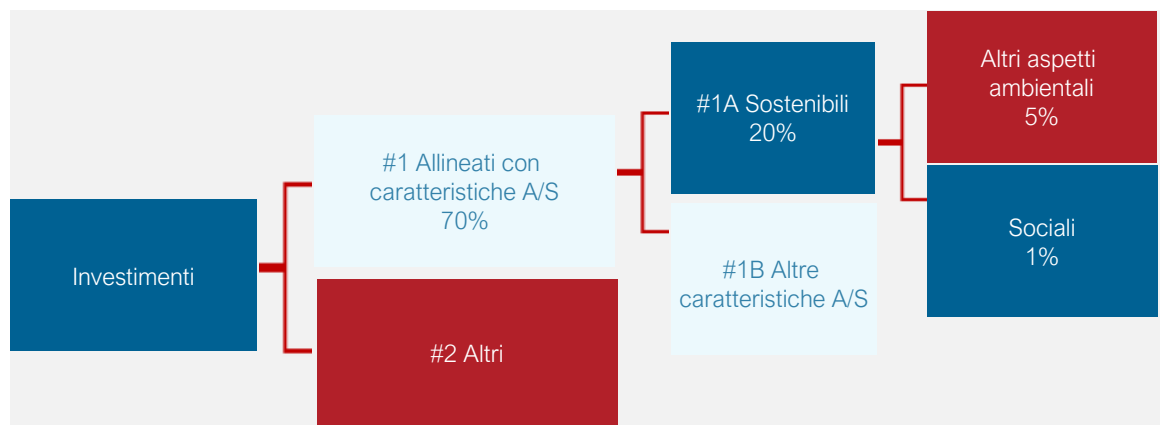 Investimenti
#1 Allineati con
caratteristiche A/S
70%
#2 Altri
#1A Sostenibili
20%
#1B Altre
caratteristiche A/S
Altri aspetti
ambientali
5%
Sociali
1%